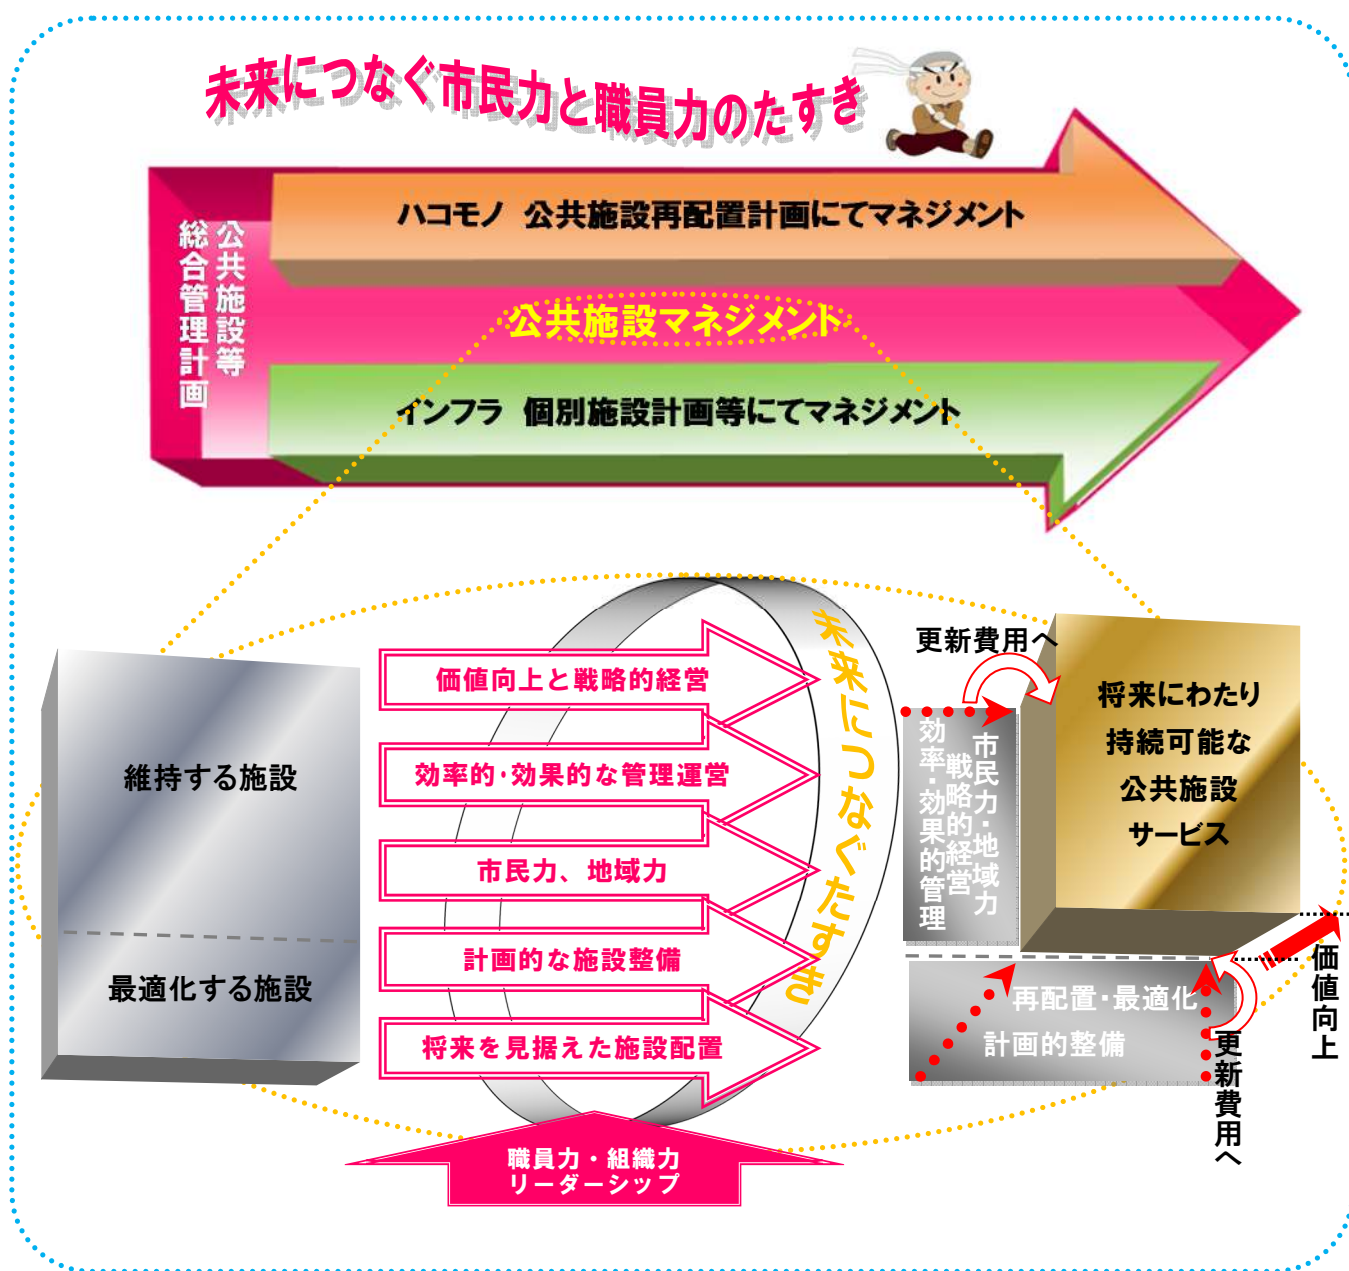 未来につなぐ市民力と職員力のたすき
公共施設等
総合管理計画
ハコモノ 公共施設再配置計画にてマネジメント
公共施設マネジメント
インフラ 個別施設計画等にてマネジメント
維持する施設
最適化する施設
価値向上と戦略的経営
効率的・効果的な管理運営
市民力、地域力
計画的な施設整備
将来を見据えた施設配置
未来につなぐたすき
職員力・組織力
リーダーシップ
更新費用へ
市民力・地域力
戦略的経営
効率・効果的管理
将来にわたり
持続可能な
公共施設
サービス
再配置・最適化
計画的整備
価値向上
更新費用へ